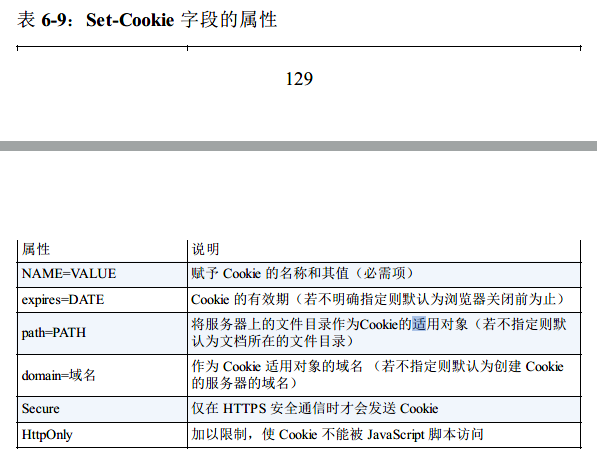 表 6-9：Set-Cookie 字段的属性
129
属性 说明
NAME=VALUE 赋予 Cookie 的名称和其值（必需项）
expires=DATE Cookie 的有效期（若不明确指定则默认为浏览器关闭前为止）
path=PATH 将服务器上的文件目录作为Cookie的适用对象（若不指定则默
认为文档所在的文件目录）
domain=域名 作为 Cookie 适用对象的域名 （若不指定则默认为创建 Cookie
的服务器的域名）
Secure 仅在 HTTPS 安全通信时才会发送 Cookie
HttpOnly 加以限制，使 Cookie 不能被 JavaScript 脚本访问